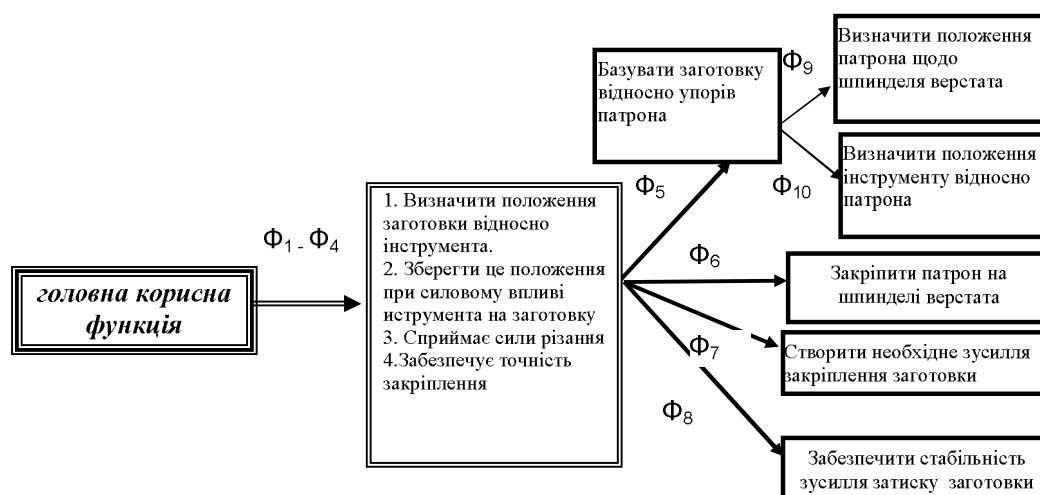 головна корисна
функція
Ф1 - Ф4
1. Визначити положення
заготовки відносно
інструмента.
2. Зберегти це положення
при силовому впливі
иструмента на заготовку
3. Сприймає сили різання
4.Забезпечує точність
закріплення
Ф5
Базувати заготовку
відносно упорів
патрона
Ф9
Визначити положення
патрона щодо
шпинделя верстата
Ф10
Визначити положення
інструменту відносно
патрона
Ф6
Закріпити патрон на
шпинделі верстата
Ф7
Створити необхідне зусилля
закріплення заготовки
Ф8
Забезпечити стабільність
зусилля затиску заготовки